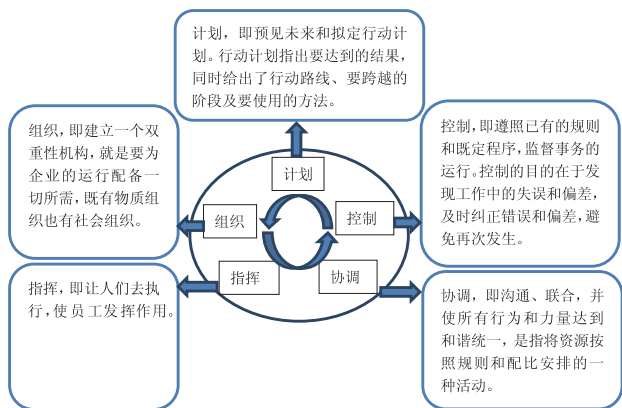 计划，即预见未来和拟定行动计
划。行动计划指出要达到的结果，
同时给出了行动路线、要跨越的
阶段及要使用的方法。
组织，即建立一个双
重性机构，就是要为
企业的运行配备一
切所需，既有物质组
织也有社会组织。
控制，即遵照已有的规则
和既定程序，监督事务的
运行。控制的目的在于
发现工作中的失误和偏差，
及时纠正错误和偏差，避
免再次发生。
计划
组织
控制
指挥
协调
指挥，即让人们去执
行，使员工发挥作用。
协调，即沟通、联合，并
使所有行为和力量达到
和谐统一，是指将资源按
照规则和配比安排的一
种活动。